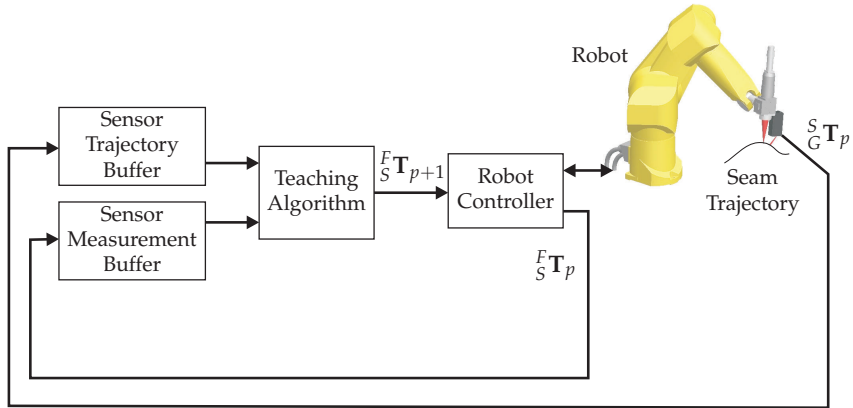 Robot
Sensor
Trajectory
Buffer
Teaching
Algorithm
F S T p+1
Robot
Controller
S G T p
Seam
Trajectory
Sensor
Measurement
Buffer
F S T p